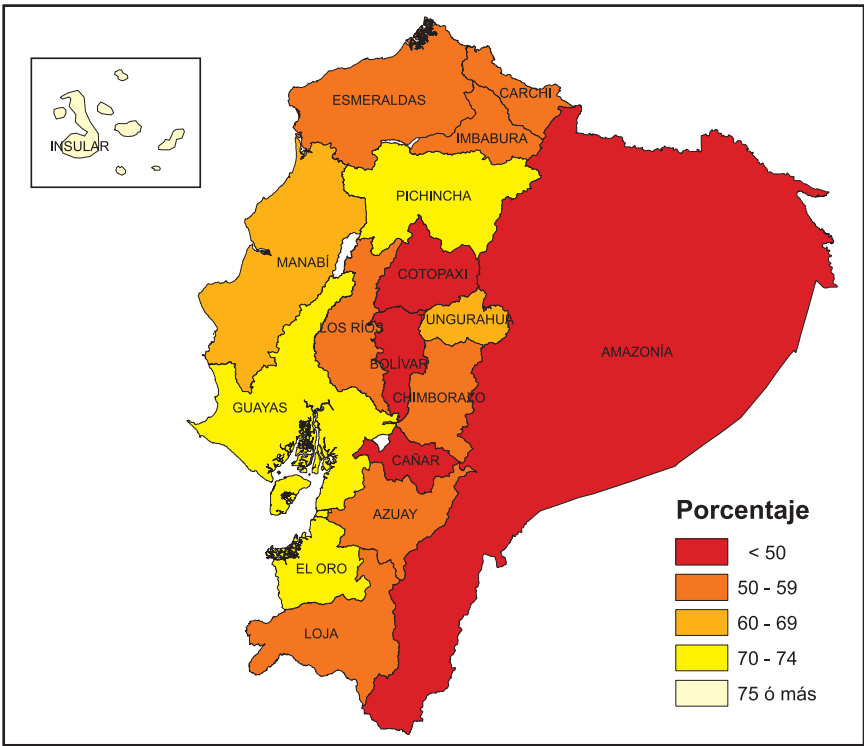 ESMERALDAS
CARCHI
IMBABURA
INSULAR
PICHINCHA
MANABÍ
COTOPAXI
LOS RÍOS
TUNGURAHUA
AMAZONÍA
BOLÍVAR
CHIMBORAZO
GUAYAS
CAÑAR
AZUAY
EL ORO
LOJA
Porcentaje
< 50
50 - 59
60 - 69
70 - 74
75 ó más